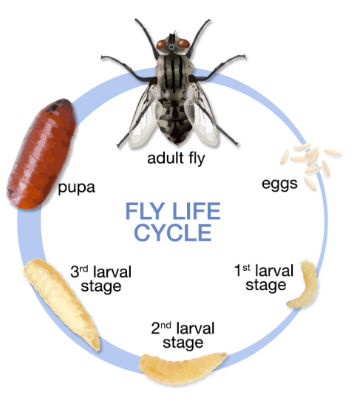 adult fly
eggs
pupa
FLY LIFE
CYCLE
1st larval
stage
3rd larval
stage
2nd larval
stage